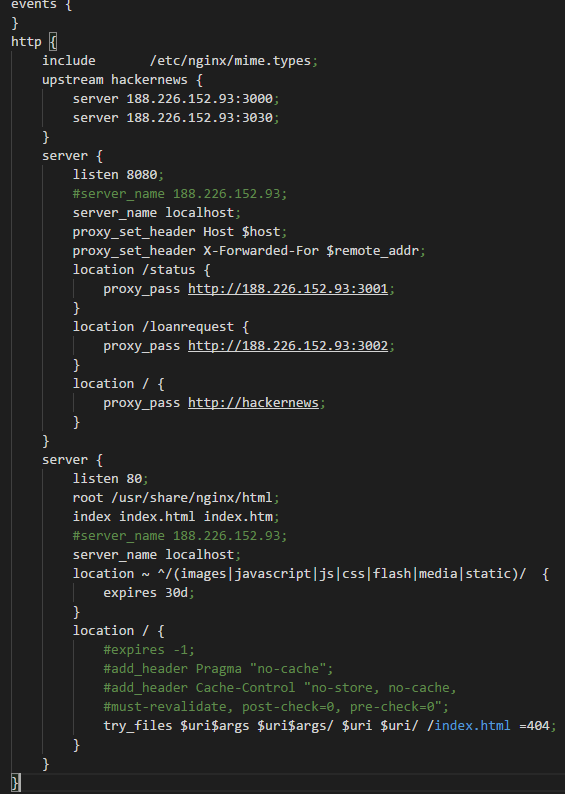 events {
}
http {
include /etc/nginx/mime.types;
upstream hackernews {
server 188.226.152.93:3000;
server 188.226.152.93:3030;
}
server {
listen 8080;
#server_name 188.226.152.93;
server_name localhost;
proxy_set_header Host $host;
proxy_set_header X-Forwarded-For $remote_addr;
location /status {
proxy_pass http://188.226.152.93:3001;
}
location /loanrequest {
proxy_pass http://188.226.152.93:3002;
}
location / {
proxy_pass http://hackernews;
}
}
server {
listen 80;
root /usr/share/nginx/html;
index index.html index.htm;
#server_name 188.226.152.93;
server_name localhost;
location ~ ^/(images|javascript|js|css|flash|media|static)/ {
expires 30d;
}
location / {
#expires -1;
#add_header Pragma "no-cache";
#add_header Cache-Control "no-store, no-cache,
#must-revalidate, post-check=0, pre-check=0";
try_files $uri$args $uri$args/ $uri $uri/ /index.html =404;
}
}
}